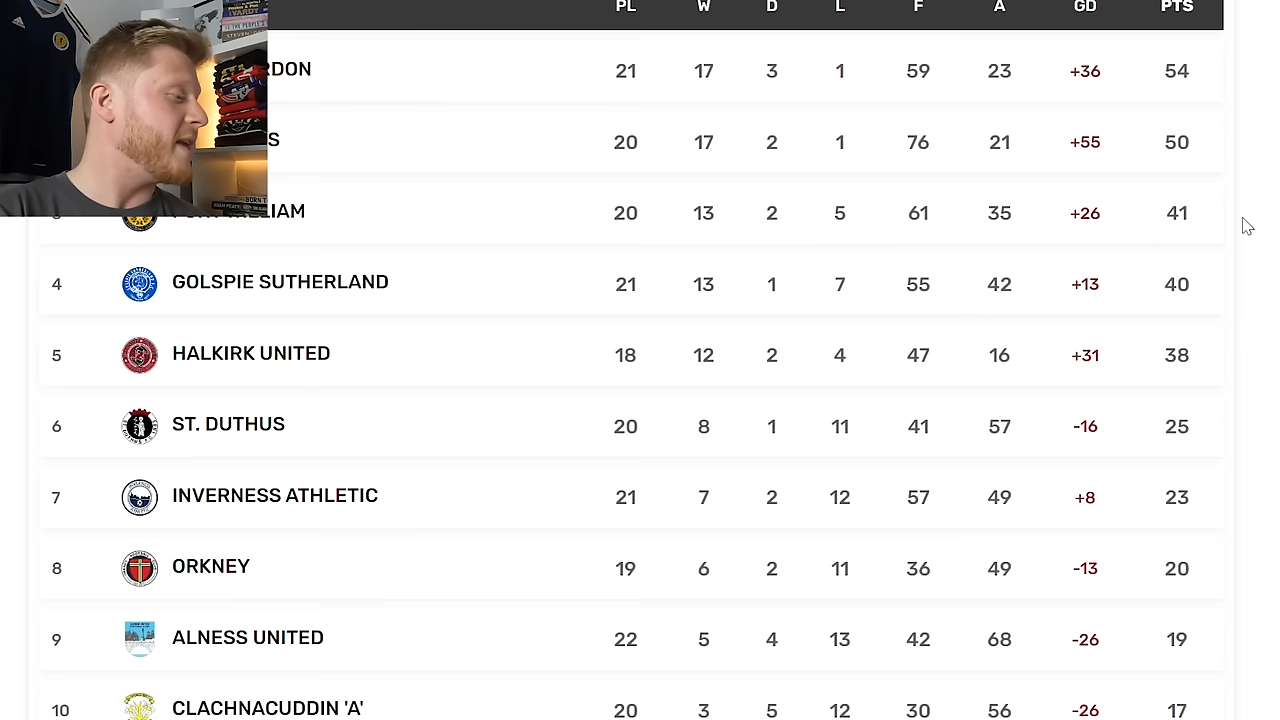 PL W D L F A GD PTS
RDON 21 17 3 1 59 23 +36 54
S 20 17 2 1 76 21 +55 50
LIAM 20 13 2 5 61 35 +26 41
4 GOLSPIE SUTHERLAND 21 13 1 7 55 42 +13 40
5 HALKIRK UNITED 18 12 2 4 47 16 +31 38
6 ST. DUTHUS 20 8 1 11 41 57 -16 25
7 INVERNESS ATHLETIC 21 7 2 12 57 49 +8 23
8 ORKNEY 19 6 2 11 36 49 -13 20
9 ALNESS UNITED 22 5 4 13 42 68 -26 19
10 CLACHNACUDDIN 'A' 20 3 5 12 30 56 -26 17